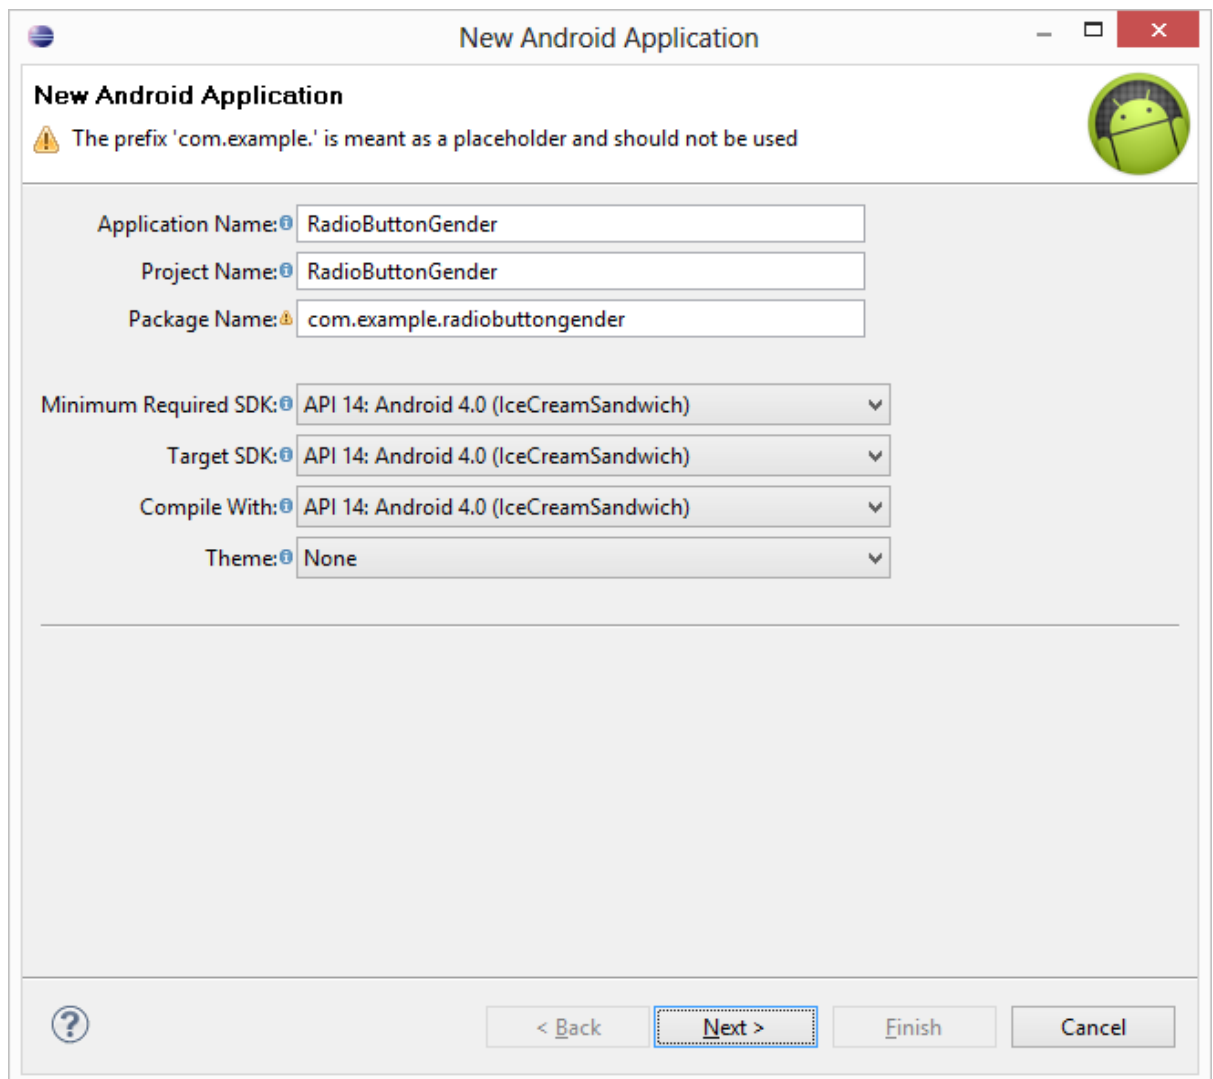 New Android Application
New Android Application
The prefix 'com.example.' is meant as a placeholder and should not be used
Application Name: RadioButtonGender
Project Name: RadioButtonGender
Package Name: com.example.radiobuttongender
Minimum Required SDK: API 14: Android 4.0 (IceCreamSandwich)
Target SDK: API 14: Android 4.0 (IceCreamSandwich)
Compile With: API 14: Android 4.0 (IceCreamSandwich)
Theme: None
? < Back Next > Finish Cancel